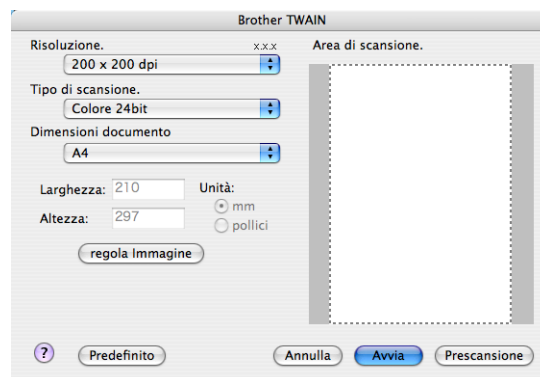 Brother TWAIN
Risoluzione.
x.x.x
200 x 200 dpi
Tipo di scansione.
Colore 24bit
Dimensioni documento
A4
Larghezza: 210
Unità:
mm
Altezza: 297
pollici
regola Immagine
Area di scansione.
? Predefinito Annulla Avvia Prescansione